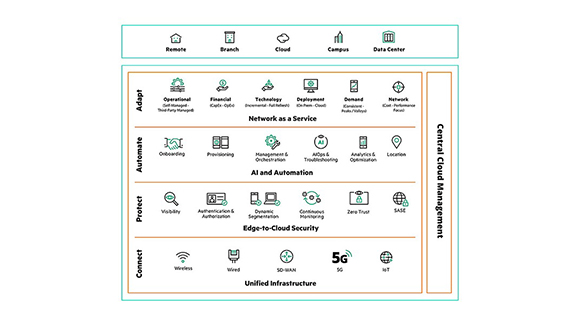 Remote Branch Cloud Campus Data Center
Adapt
Operational Financial Technology Deployment Demand Network
(Self Managed - (CapEx - OpEx) (Incremental - Full Refresh) (On Prem - Cloud) (Consistent - (Cost - Performance
Third-Party Managed) Peaks/Valleys) Focus)
Network as a Service
Automate
Onboarding Provisioning Management & AIOps & Analytics & Location
Orchestration Troubleshooting Optimization
AI
AI and Automation
Protect
Visibility Authentication & Dynamic Continuous Zero Trust SASE
Authorization Segmentation Monitoring
Edge-to-Cloud Security
Connect
5G
Wireless Wired SD-WAN 5G IoT
Unified Infrastructure
Central Cloud Management